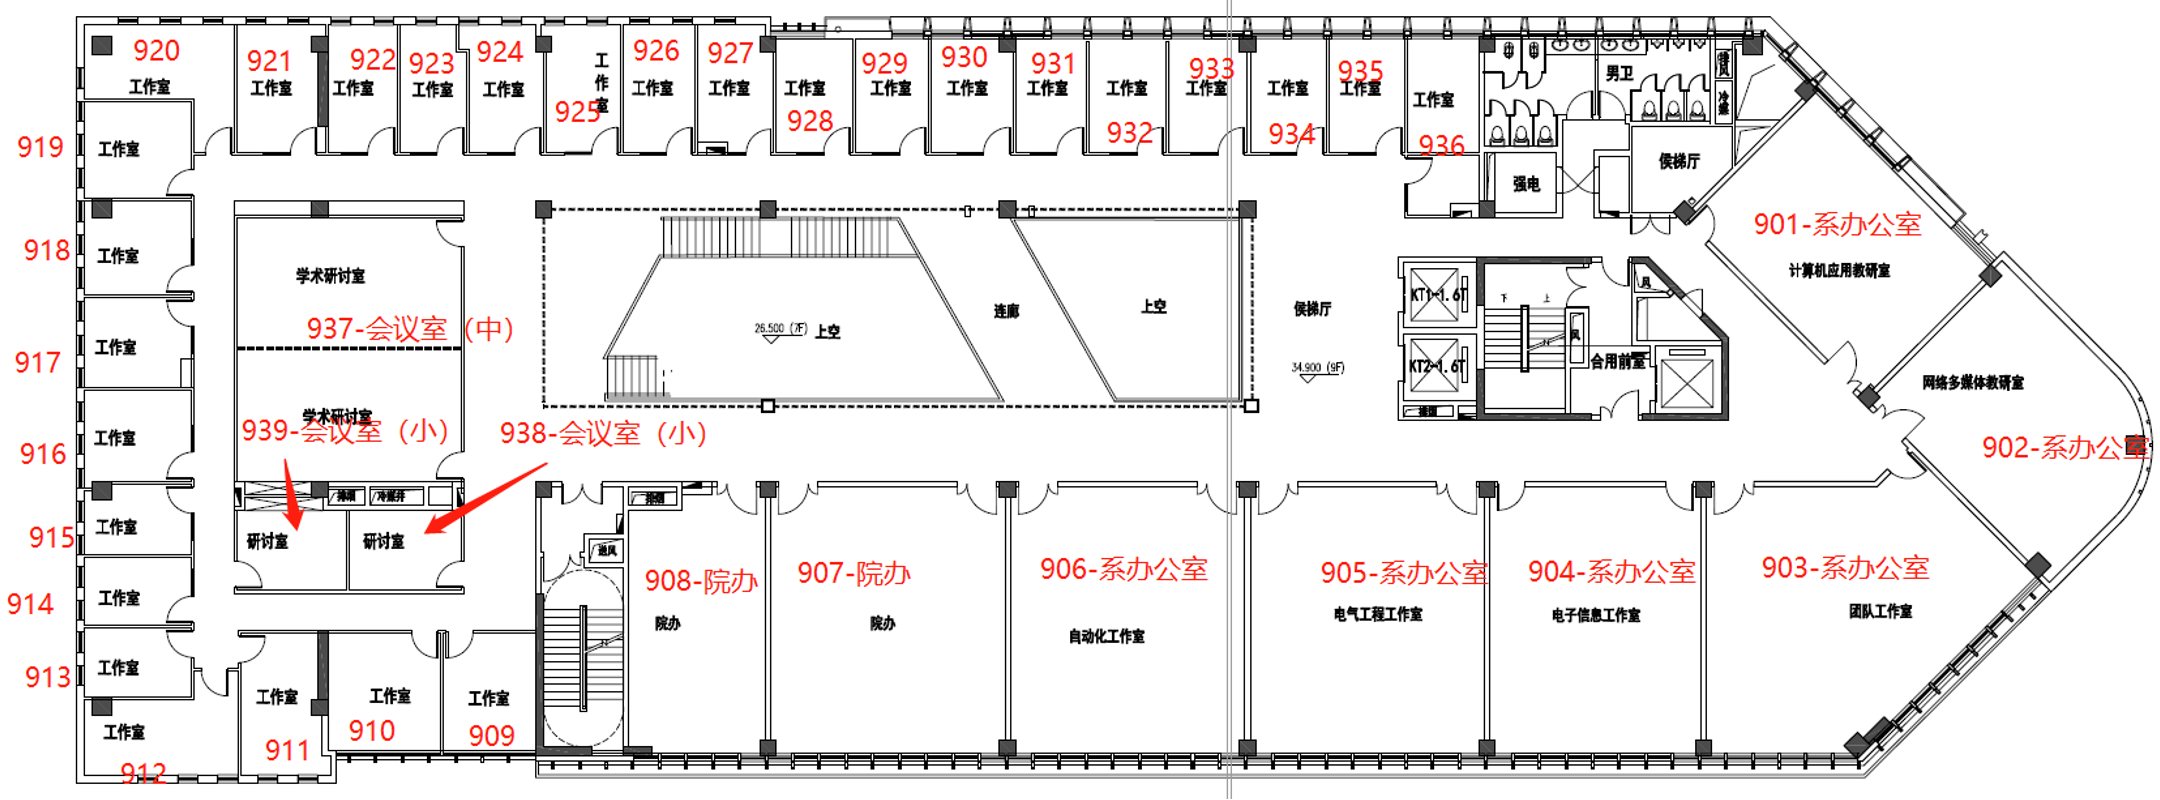 920
工作室
921
工作室
922
工作室
923
工作室
924
工作室
工作室
925
926
工作室
927
工作室
工作室
928
929
工作室
930
工作室
931
工作室
工作室
932
933
工作室
工作室
934
935
工作室
工作室
936
男卫
排风
冷媒
强电
侯梯厅
919
工作室
918
工作室
917
工作室
916
工作室
915
工作室
914
工作室
913
工作室
工作室
912
工作室
911
工作室
910
工作室
909
学术研讨室
937-会议室（中）
学术研讨室
939-会议室（小）
938-会议室（小）
排烟
冷媒井
研讨室
研讨室
26.500 (7F)
上空
连廊
上空
侯梯厅
34.900 (9F)
KT1-1.6T
KT2-1.6T
排烟
下
上
风
风
合用前室
901-系办公室
计算机应用教研室
网络多媒体教研室
902-系办公室
903-系办公室
团队工作室
904-系办公室
电子信息工作室
905-系办公室
电气工程工作室
906-系办公室
自动化工作室
907-院办
院办
908-院办
院办
排烟
送风